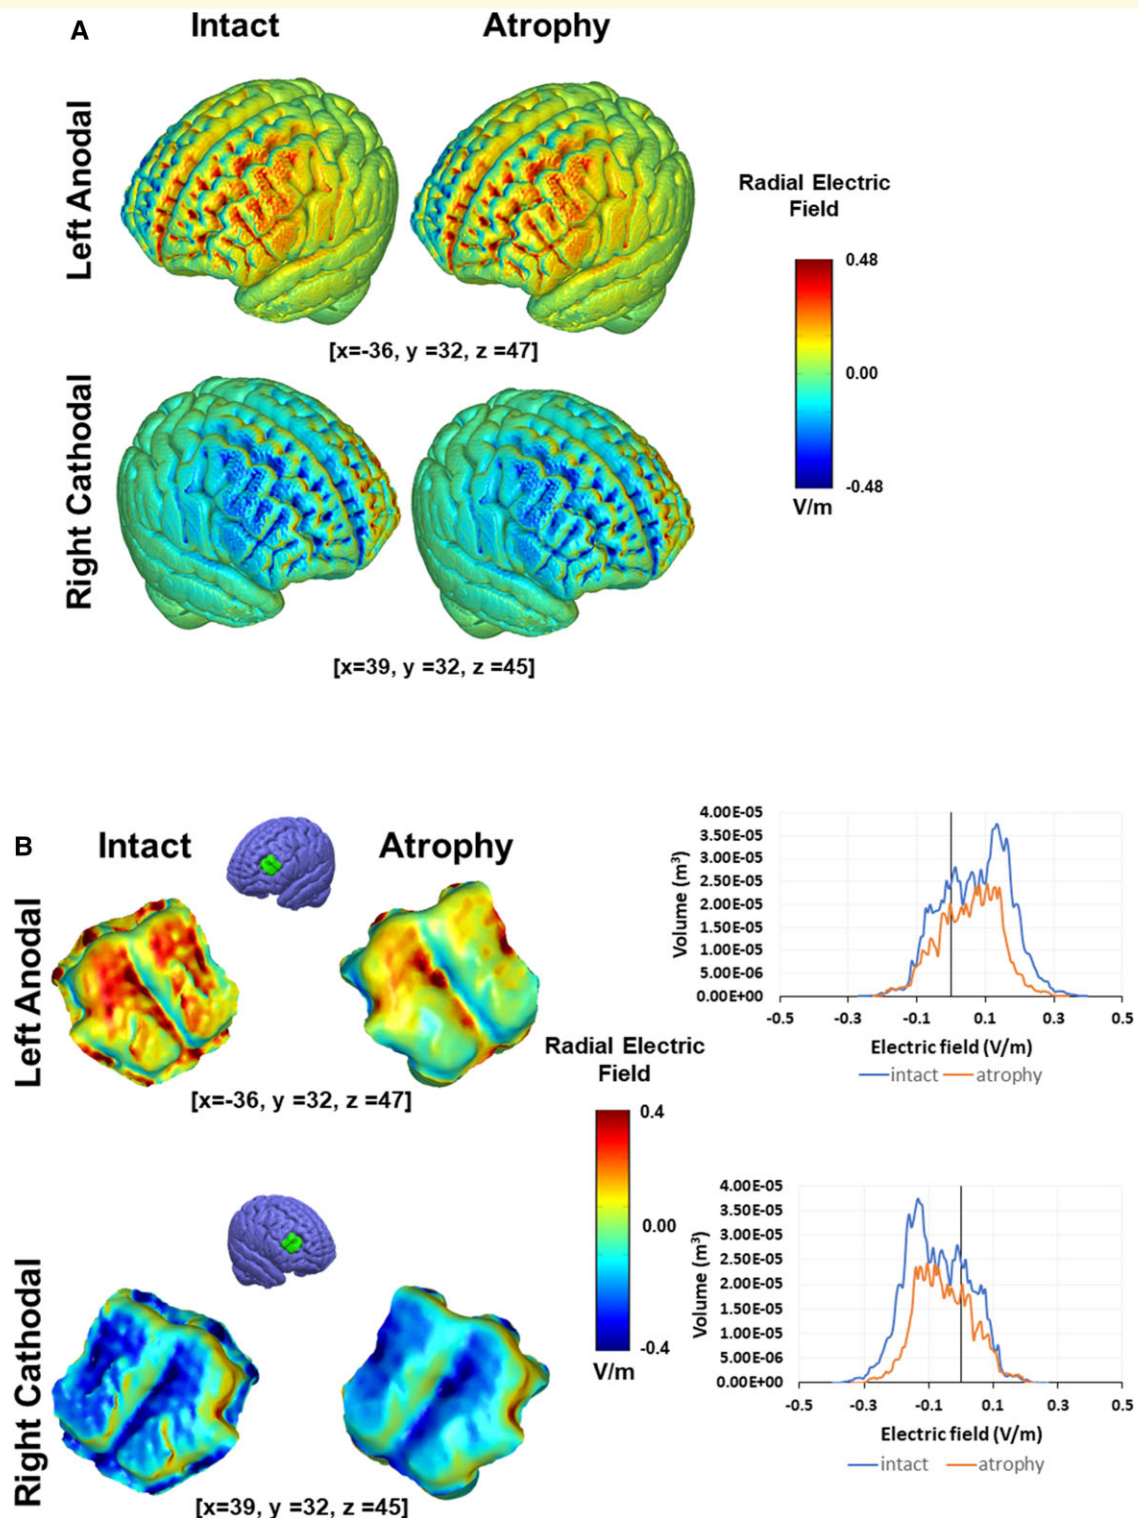 A
Intact
Atrophy
Left Anodal
Radial Electric
Field
0.48
0.00
-0.48
V/m
[x=-36, y =32, z =47]
Right Cathodal
[x=39, y =32, z =45]
B
Intact
Atrophy
Left Anodal
[x=-36, y =32, z =47]
4.00E-05
3.50E-05
3.00E-05
2.50E-05
2.00E-05
1.50E-05
1.00E-05
5.00E-06
0.00E+00
Volume (m³)
-0.5 -0.3 -0.1 0.1 0.3 0.5
Electric field (V/m)
intact atrophy
Radial Electric
Field
0.4
0.00
-0.4
V/m
Right Cathodal
[x=39, y =32, z =45]
4.00E-05
3.50E-05
3.00E-05
2.50E-05
2.00E-05
1.50E-05
1.00E-05
5.00E-06
0.00E+00
Volume (m³)
-0.5 -0.3 -0.1 0.1 0.3 0.5
Electric field (V/m)
intact atrophy